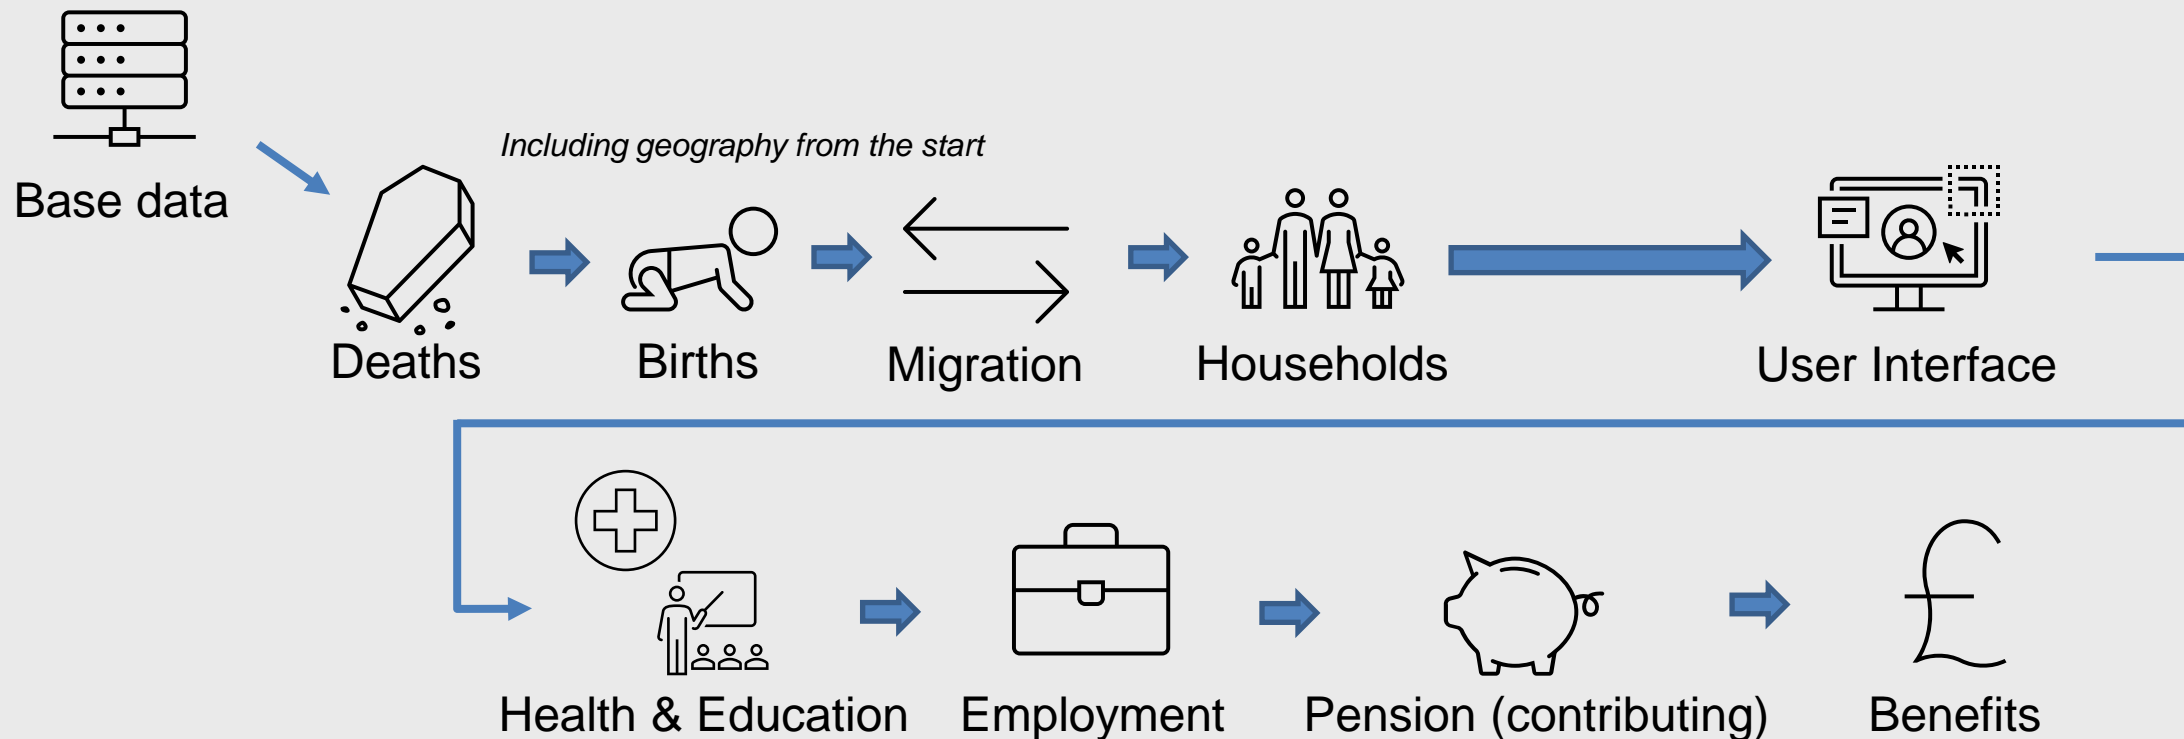 Base data
Including geography from the start
Deaths
Births
Migration
Households
User Interface
Health & Education
Employment
Pension (contributing)
Benefits
£